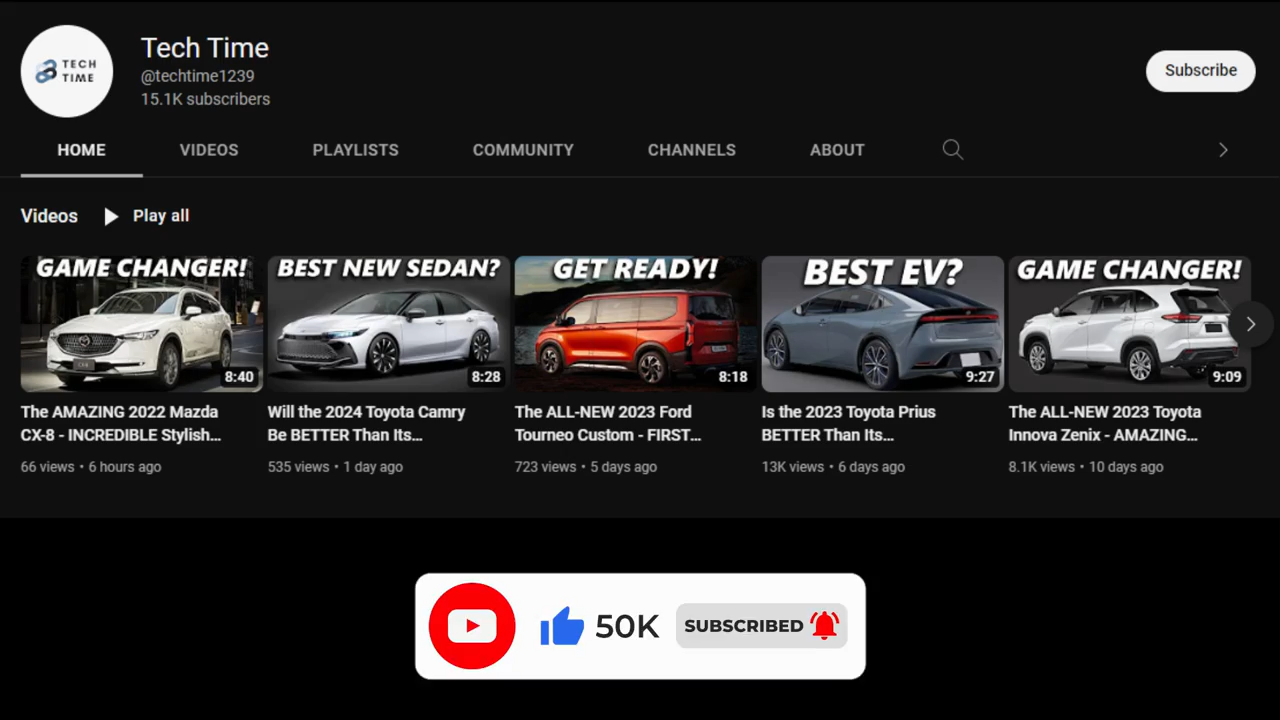 TECH
TIME
Tech Time
@techtime1239
15.1K subscribers
Subscribe
HOME VIDEOS PLAYLISTS COMMUNITY CHANNELS ABOUT
Videos Play all
GAME CHANGER! BEST NEW SEDAN? GET READY! BEST EV? GAME CHANGER!
8:40 8:28 8:18 9:27 9:09
The AMAZING 2022 Mazda
CX-8 - INCREDIBLE Stylish...
66 views • 6 hours ago
Will the 2024 Toyota Camry
Be BETTER Than Its...
535 views • 1 day ago
The ALL-NEW 2023 Ford
Tourneo Custom - FIRST...
723 views • 5 days ago
Is the 2023 Toyota Prius
BETTER Than Its...
13K views • 6 days ago
The ALL-NEW 2023 Toyota
Innova Zenix - AMAZING...
8.1K views • 10 days ago
50K SUBSCRIBED